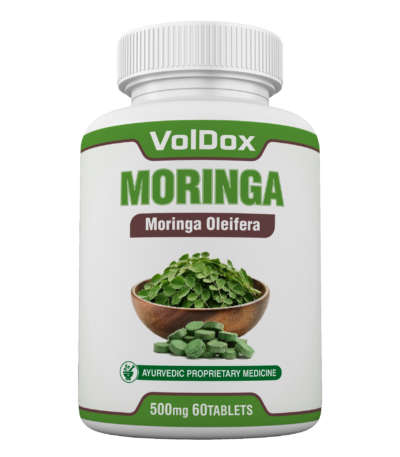 VolDox
MORINGA
Moringa Oleifera
AYURVEDIC PROPRIETARY MEDICINE
500mg 60TABLETS